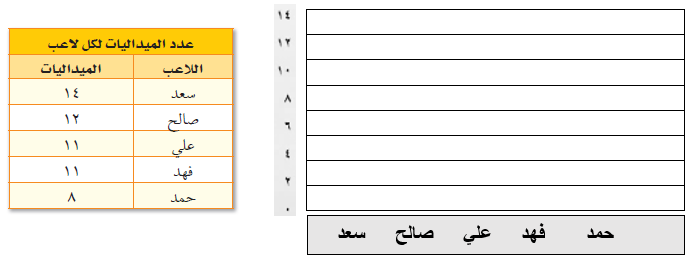 عدد الميداليات لكل لاعب
اللاعب الميداليات
سعد ١٤
صالح ١٢
علي ١١
فهد ١١
حمد ٨
١٤
١٢
١٠
٨
٦
٤
٢
٠
سعد صالح علي فهد حمد